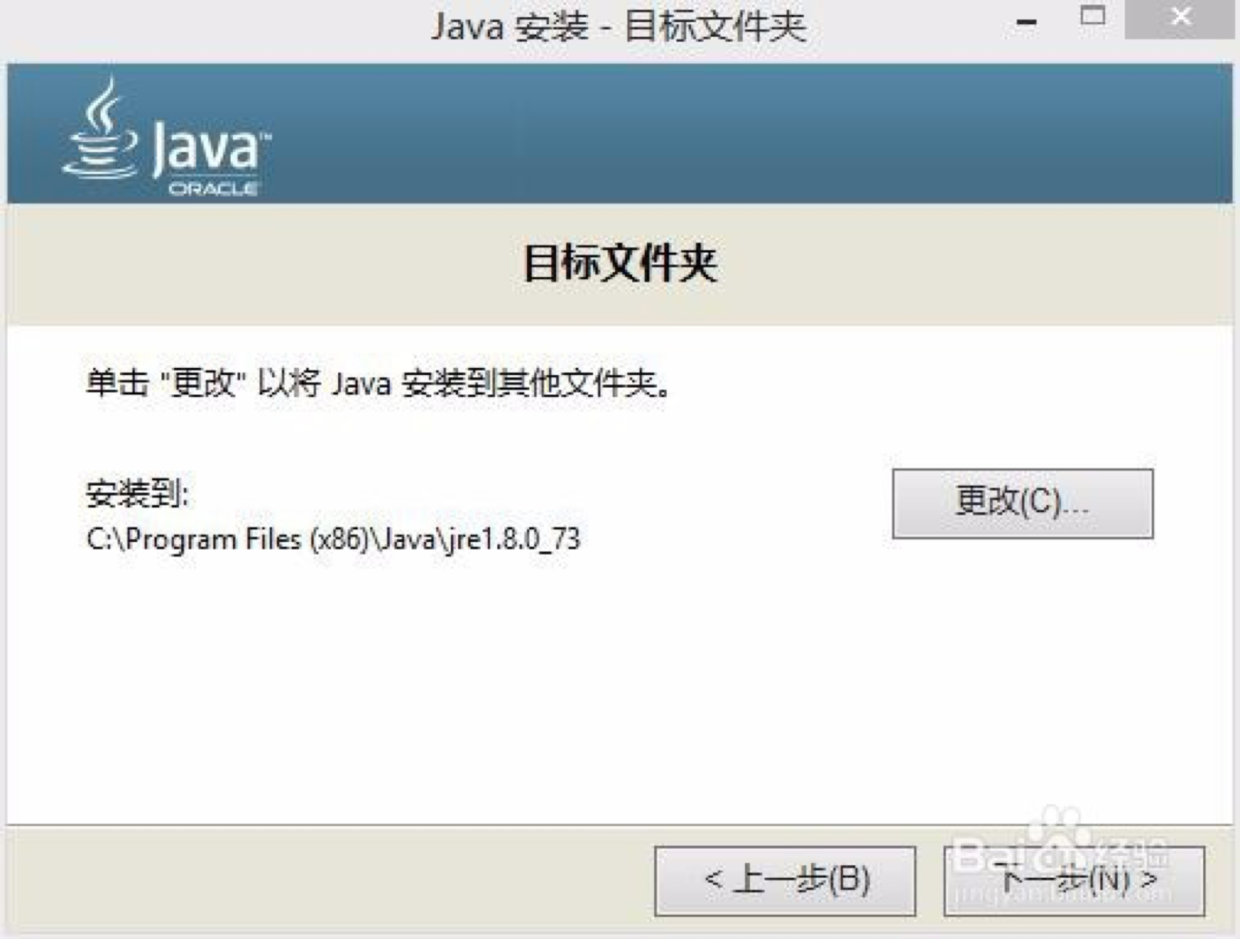 Java 安装 - 目标文件夹
Java™
ORACLE
目标文件夹
单击 "更改" 以将 Java 安装到其他文件夹。
安装到:
更改(C)...
C:\Program Files (x86)\Java\jre1.8.0_73
< 上一步(B)
下一步(N) >
Baidu 经验
jingyan.baidu.com